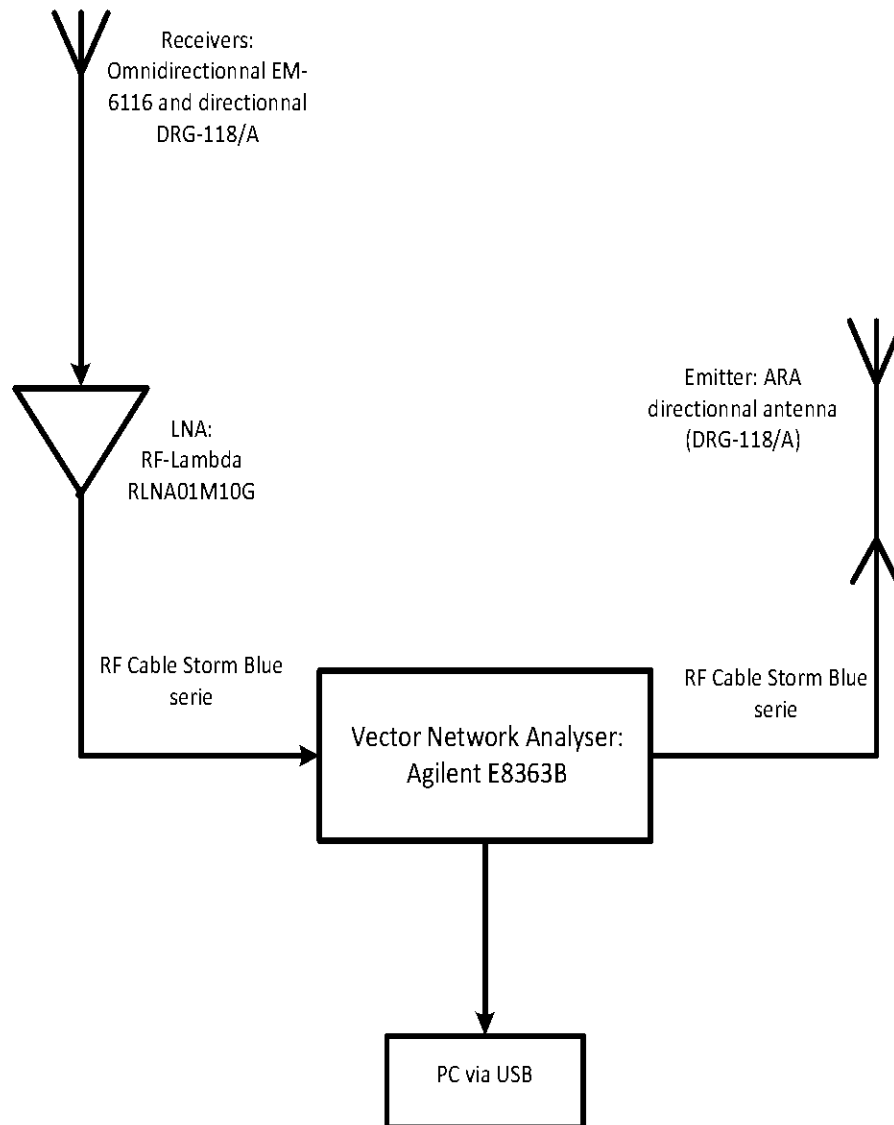 Receivers:
Omnidirectionnal EM-
6116 and directionnal
DRG-118/A
Emitter: ARA
directionnal antenna
(DRG-118/A)
LNA:
RF-Lambda
RLNA01M10G
RF Cable Storm Blue
serie
RF Cable Storm Blue
serie
Vector Network Analyser:
Agilent E8363B
PC via USB